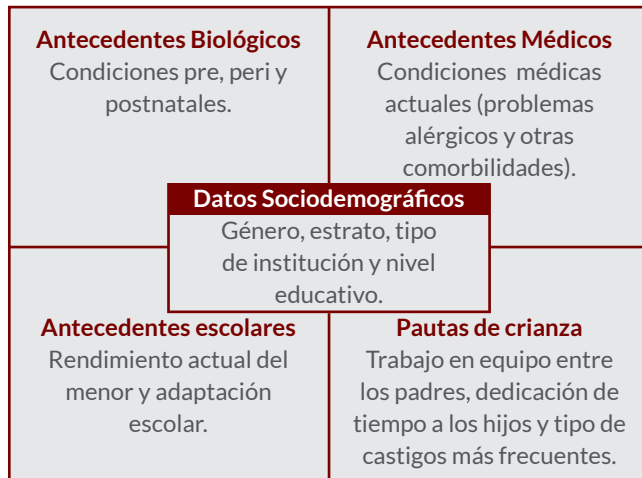 Antecedentes Biológicos
Condiciones pre, peri y
postnatales.
Antecedentes Médicos
Condiciones médicas
actuales (problemas
alérgicos y otras
comorbilidades).
Datos Sociodemográficos
Género, estrato, tipo
de institución y nivel
educativo.
Antecedentes escolares
Rendimiento actual del
menor y adaptación
escolar.
Pautas de crianza
Trabajo en equipo entre
los padres, dedicación de
tiempo a los hijos y tipo de
castigos más frecuentes.